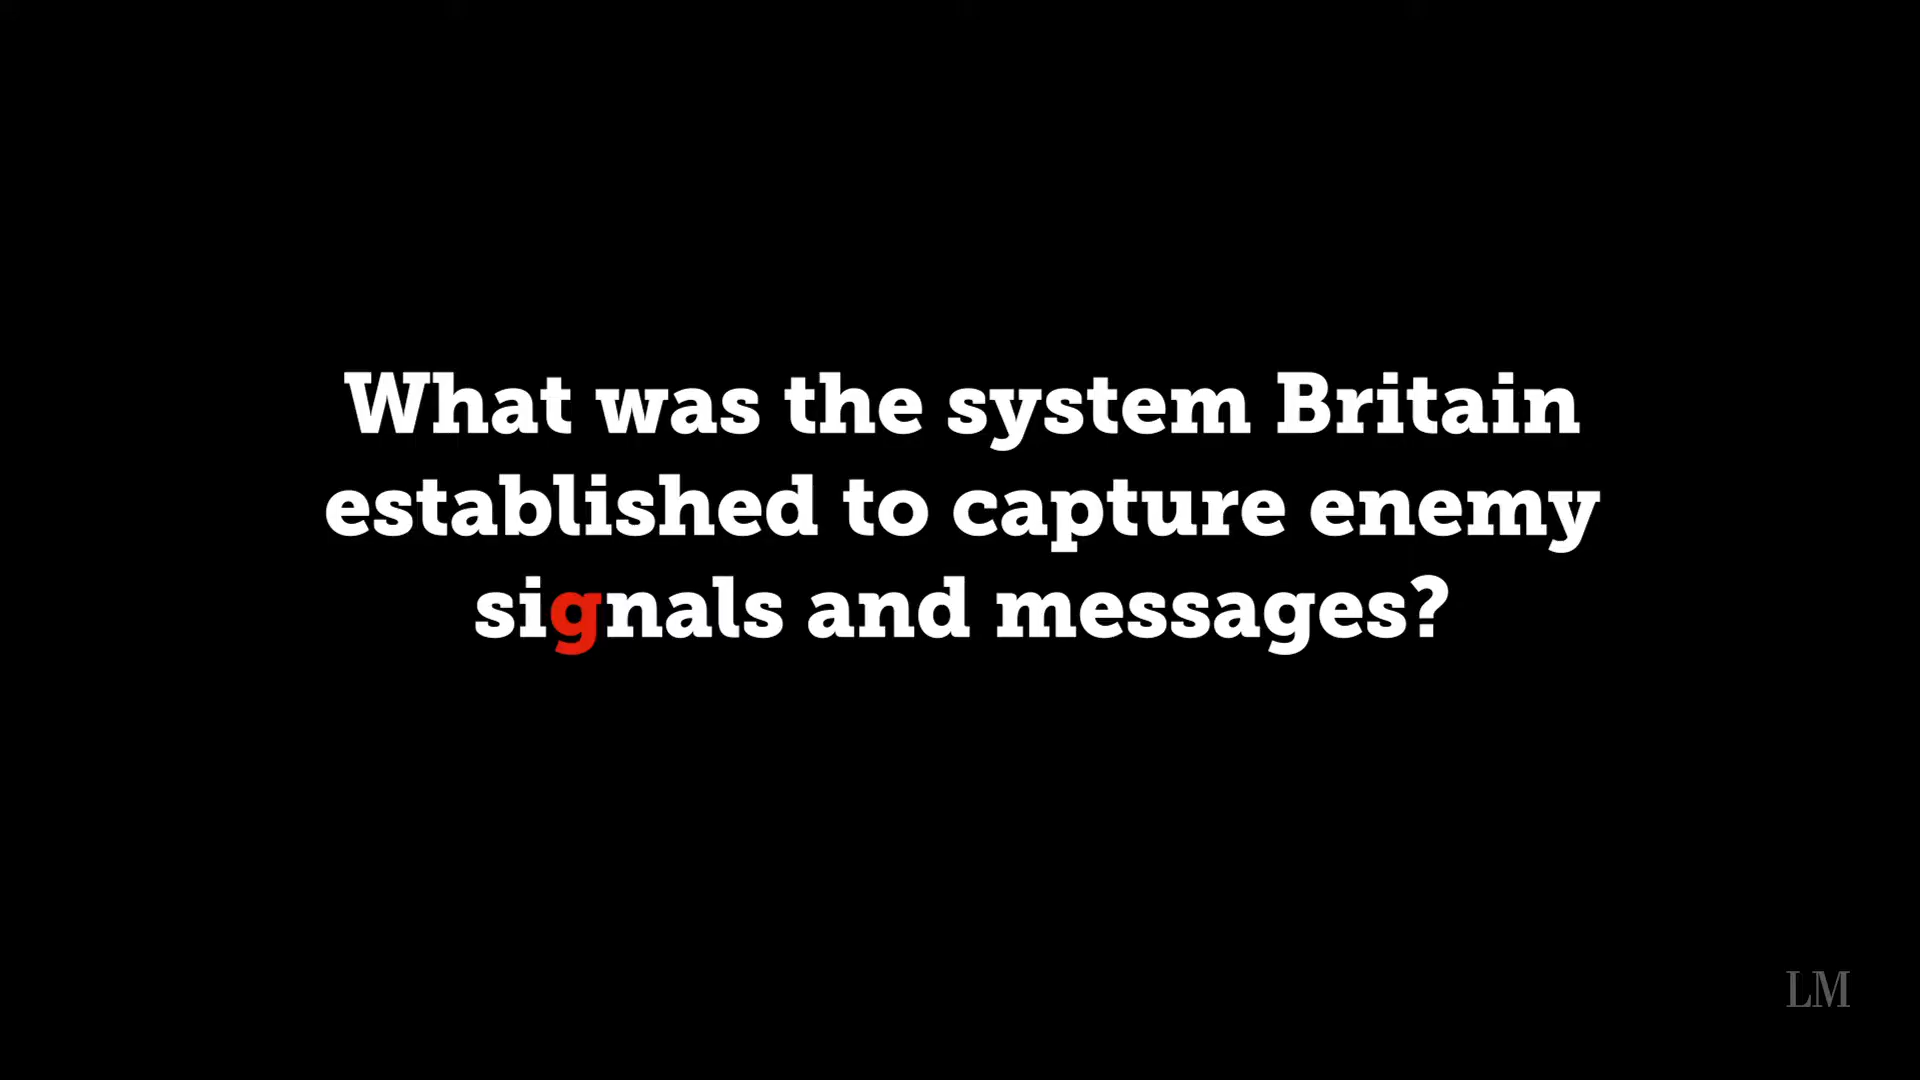 What was the system Britain
established to capture enemy
signals and messages?
LM